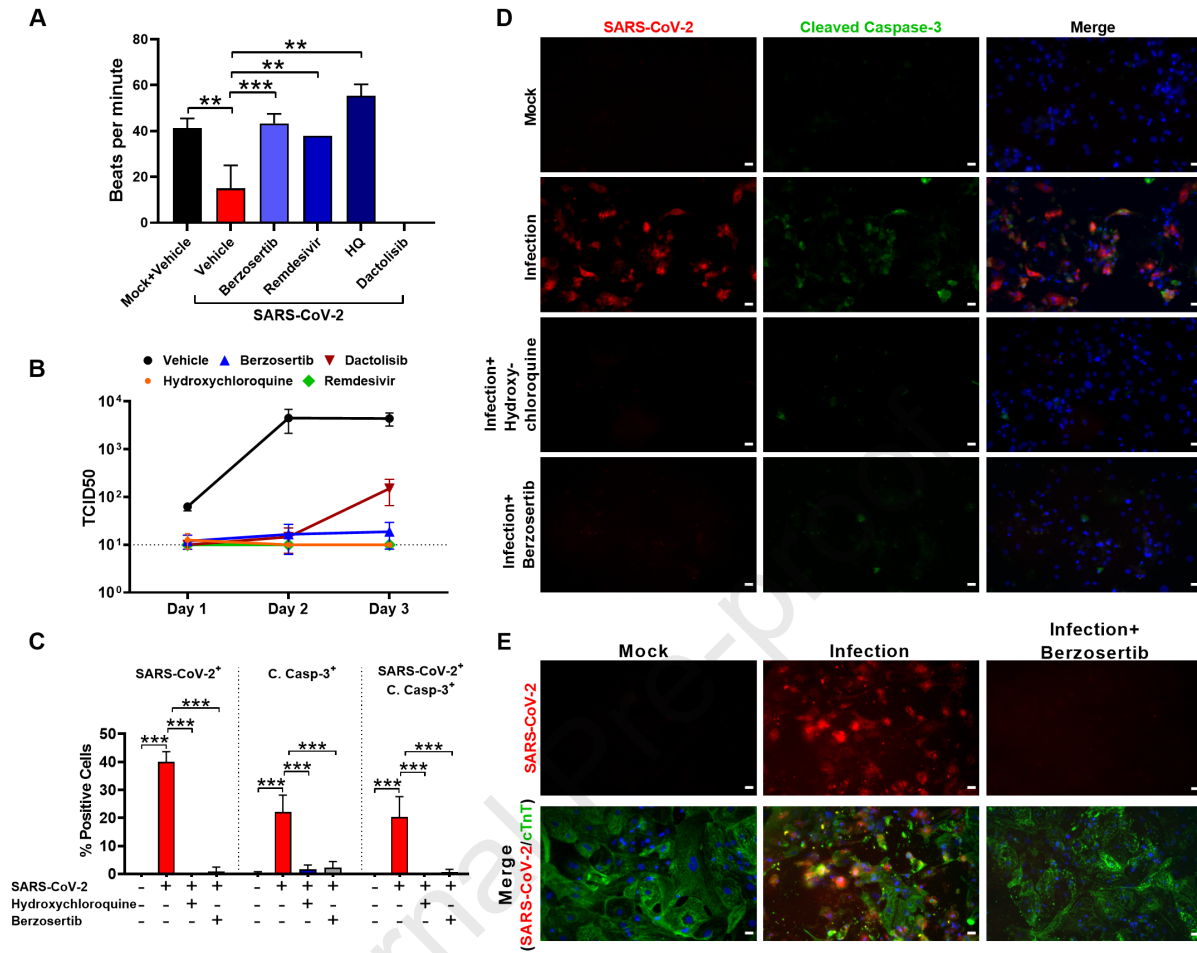 A
Beats per minute
80
60
40
20
0
**
***
**
**
Mock+Vehicle
Vehicle
Berzosertib
Remdesivir
HQ
Dactolisib
SARS-CoV-2
B
Vehicle Berzosertib Dactolisib
Hydroxychloroquine Remdesivir
TCID50
10⁴
10³
10²
10¹
10⁰
Day 1 Day 2 Day 3
C
SARS-CoV-2⁺
C. Casp-3⁺
SARS-CoV-2⁺
C. Casp-3⁺
% Positive Cells
50
40
30
20
10
0
*** *** ***
*** *** ***
*** *** ***
SARS-CoV-2 - + + + - + + + - + + +
Hydroxychloroquine - - + - - - + - - - + -
Berzosertib - - - + - - - + - - - +
D
SARS-CoV-2 Cleaved Caspase-3 Merge
Mock
Infection
Infection+
Hydroxy-
chloroquine
Infection+
Berzosertib
E
Mock Infection Infection+
Berzosertib
SARS-CoV-2
Merge
(SARS-CoV-2/cTnT)
rnal Pre-proof